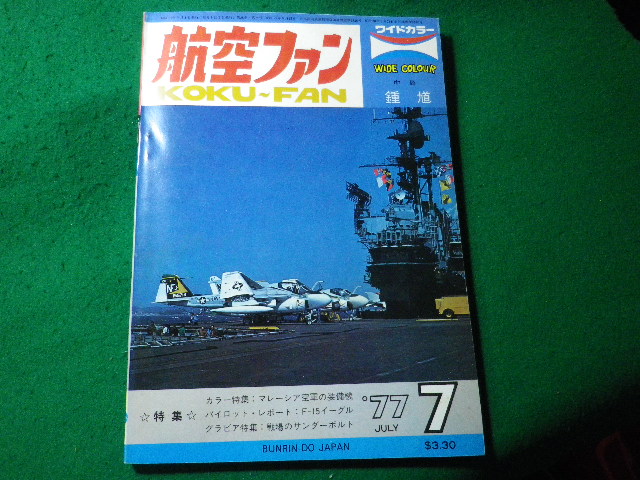 航空ファン
KOKU-FAN
ワイドカラー
WIDE COLOUR
鍾馗
☆特集☆
カラー特集:マレーシア空軍の装備機
パイロット・レポート:F-15イーグル
グラビア特集:戦場のサンダーボルト
'77 7
JULY
$3.30
BUNRIN-DO JAPAN